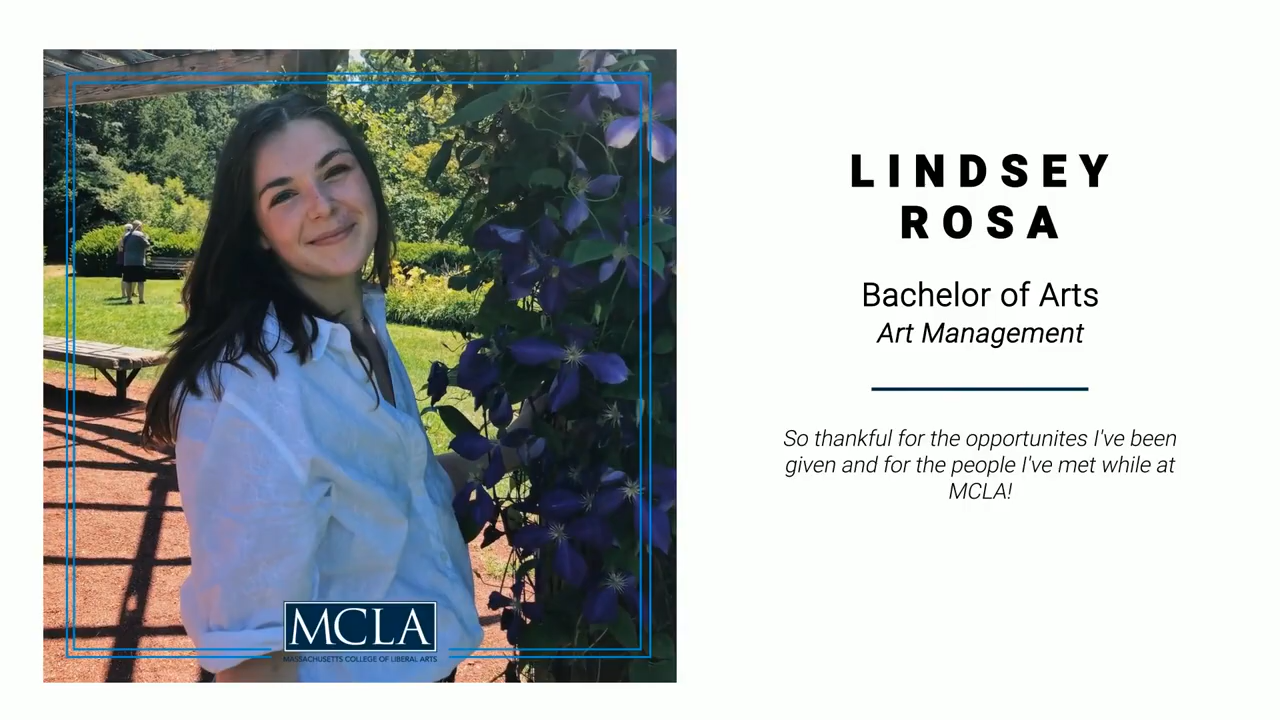 LINDSEY
ROSA
Bachelor of Arts
Art Management
So thankful for the opportunites I've been
given and for the people I've met while at
MCLA!
MCLA
MASSACHUSETTS COLLEGE OF LIBERAL ARTS